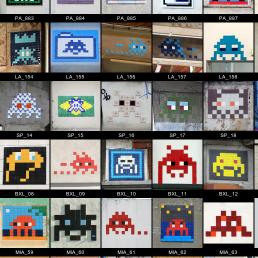 PA_883 PA_884 PA_885 PA_886 PA_887
LA_154 LA_155 LA_156 LA_157 LA_158
SP_14 SP_15 SP_16 SP_17 SP_18
BXL_08 BXL_09 BXL_10 BXL_11 BXL_12
MIA_59 MIA_60 MIA_61 MIA_62 MIA_63